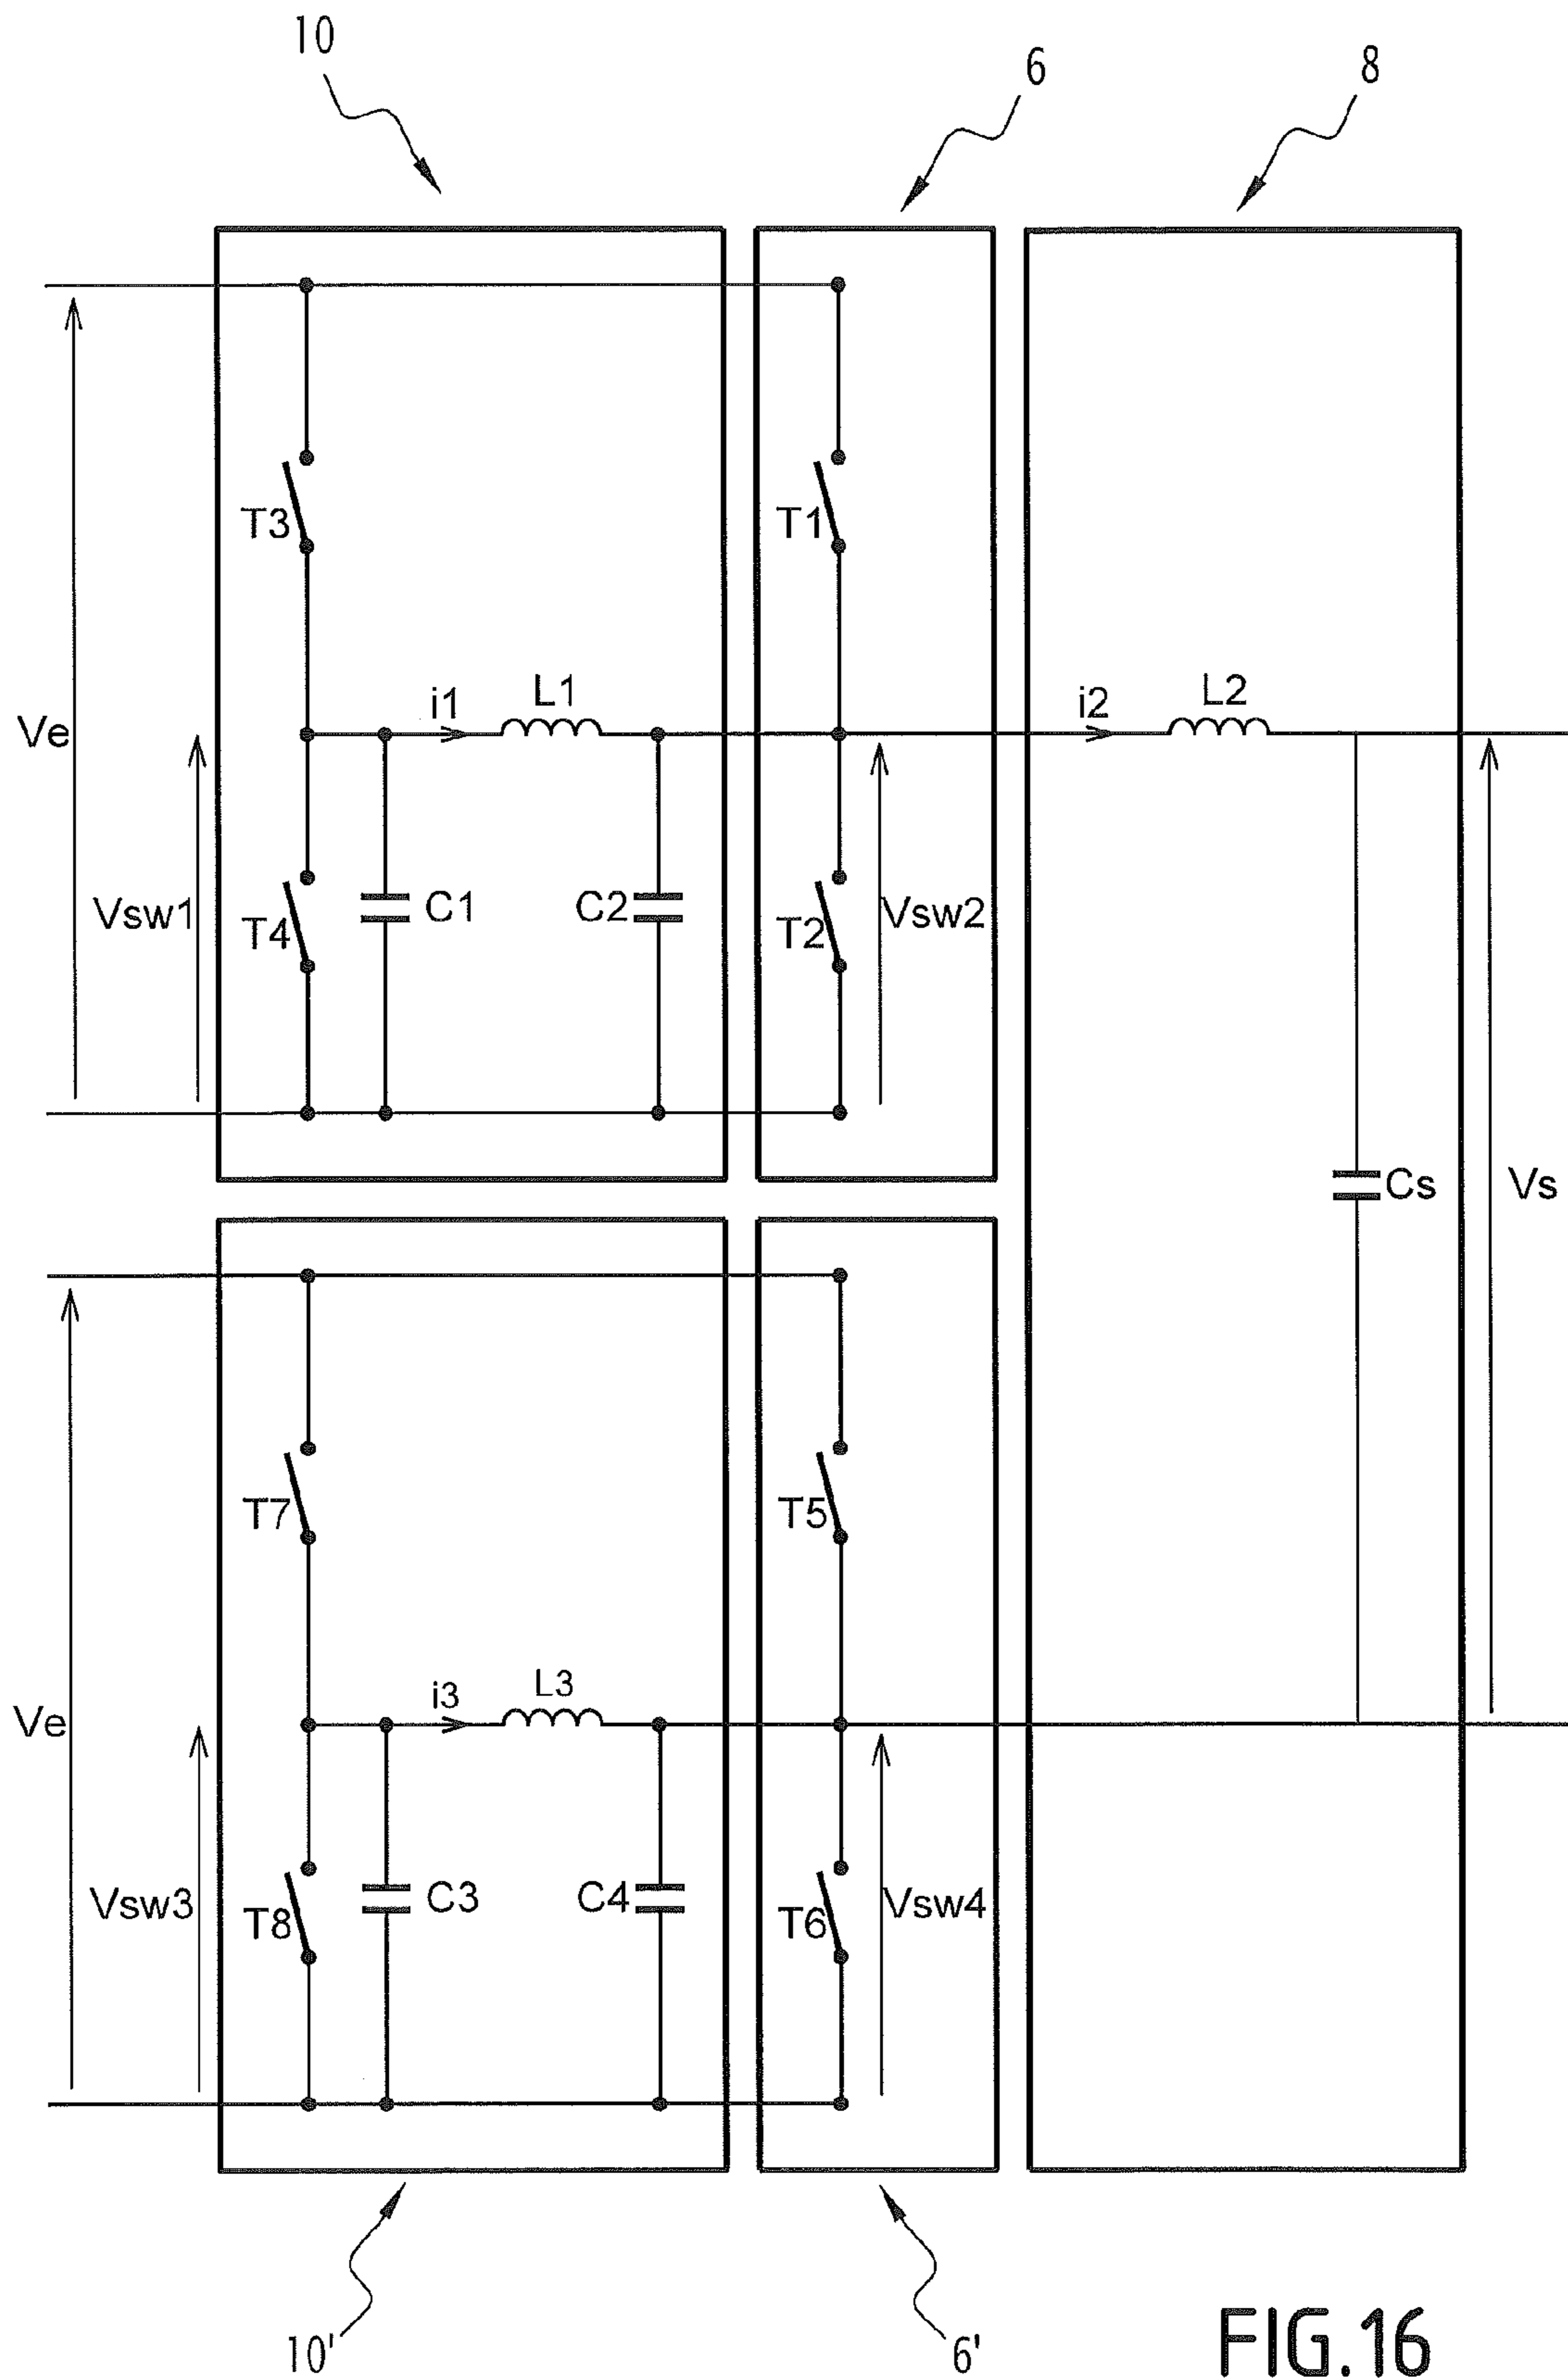 10
6
8
T3
T1
i1
L1
i2
L2
Ve
Vsw1
T4
C1
C2
T2
Vsw2
Cs
Vs
T7
T5
i3
L3
Ve
Vsw3
T8
C3
C4
T6
Vsw4
10'
6'
FIG.16